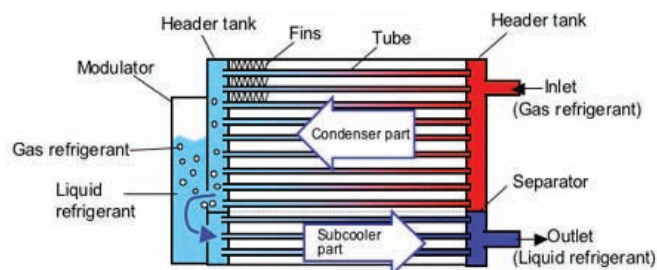 Header tank
Fins
Tube
Header tank
Modulator
Inlet
(Gas refrigerant)
Condenser part
Gas refrigerant
Liquid
refrigerant
Separator
Subcooler
part
Outlet
(Liquid refrigerant)